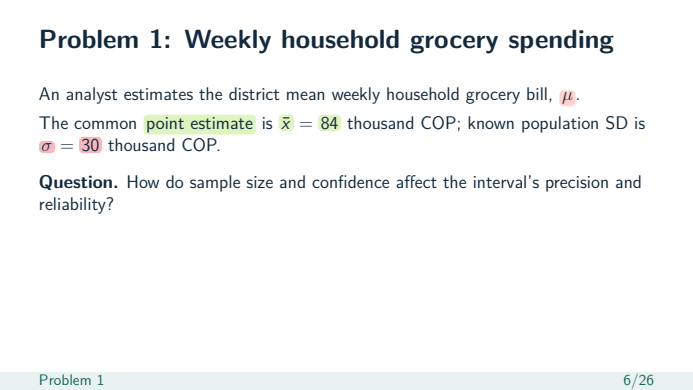 Problem 1: Weekly household grocery spending
An analyst estimates the district mean weekly household grocery bill, μ.
The common point estimate is x̄ = 84 thousand COP; known population SD is
σ = 30 thousand COP.
Question. How do sample size and confidence affect the interval's precision and
reliability?
Problem 1
6/26